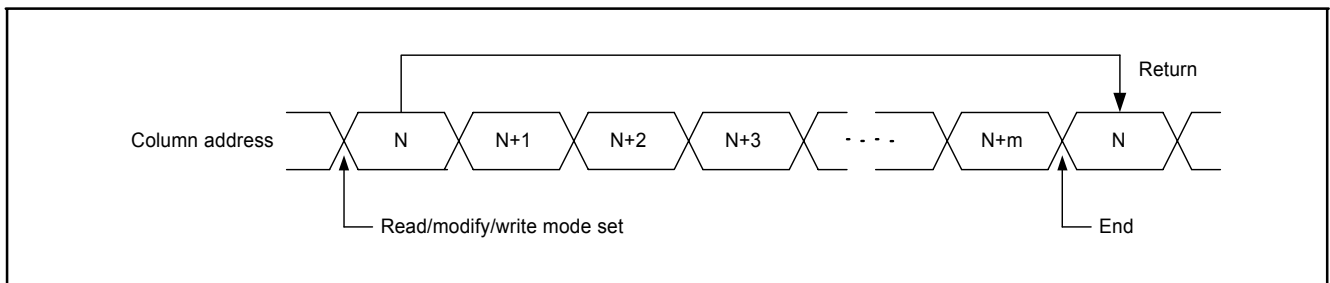 Return
Column address N N+1 N+2 N+3 - - - - N+m N
Read/modify/write mode set End